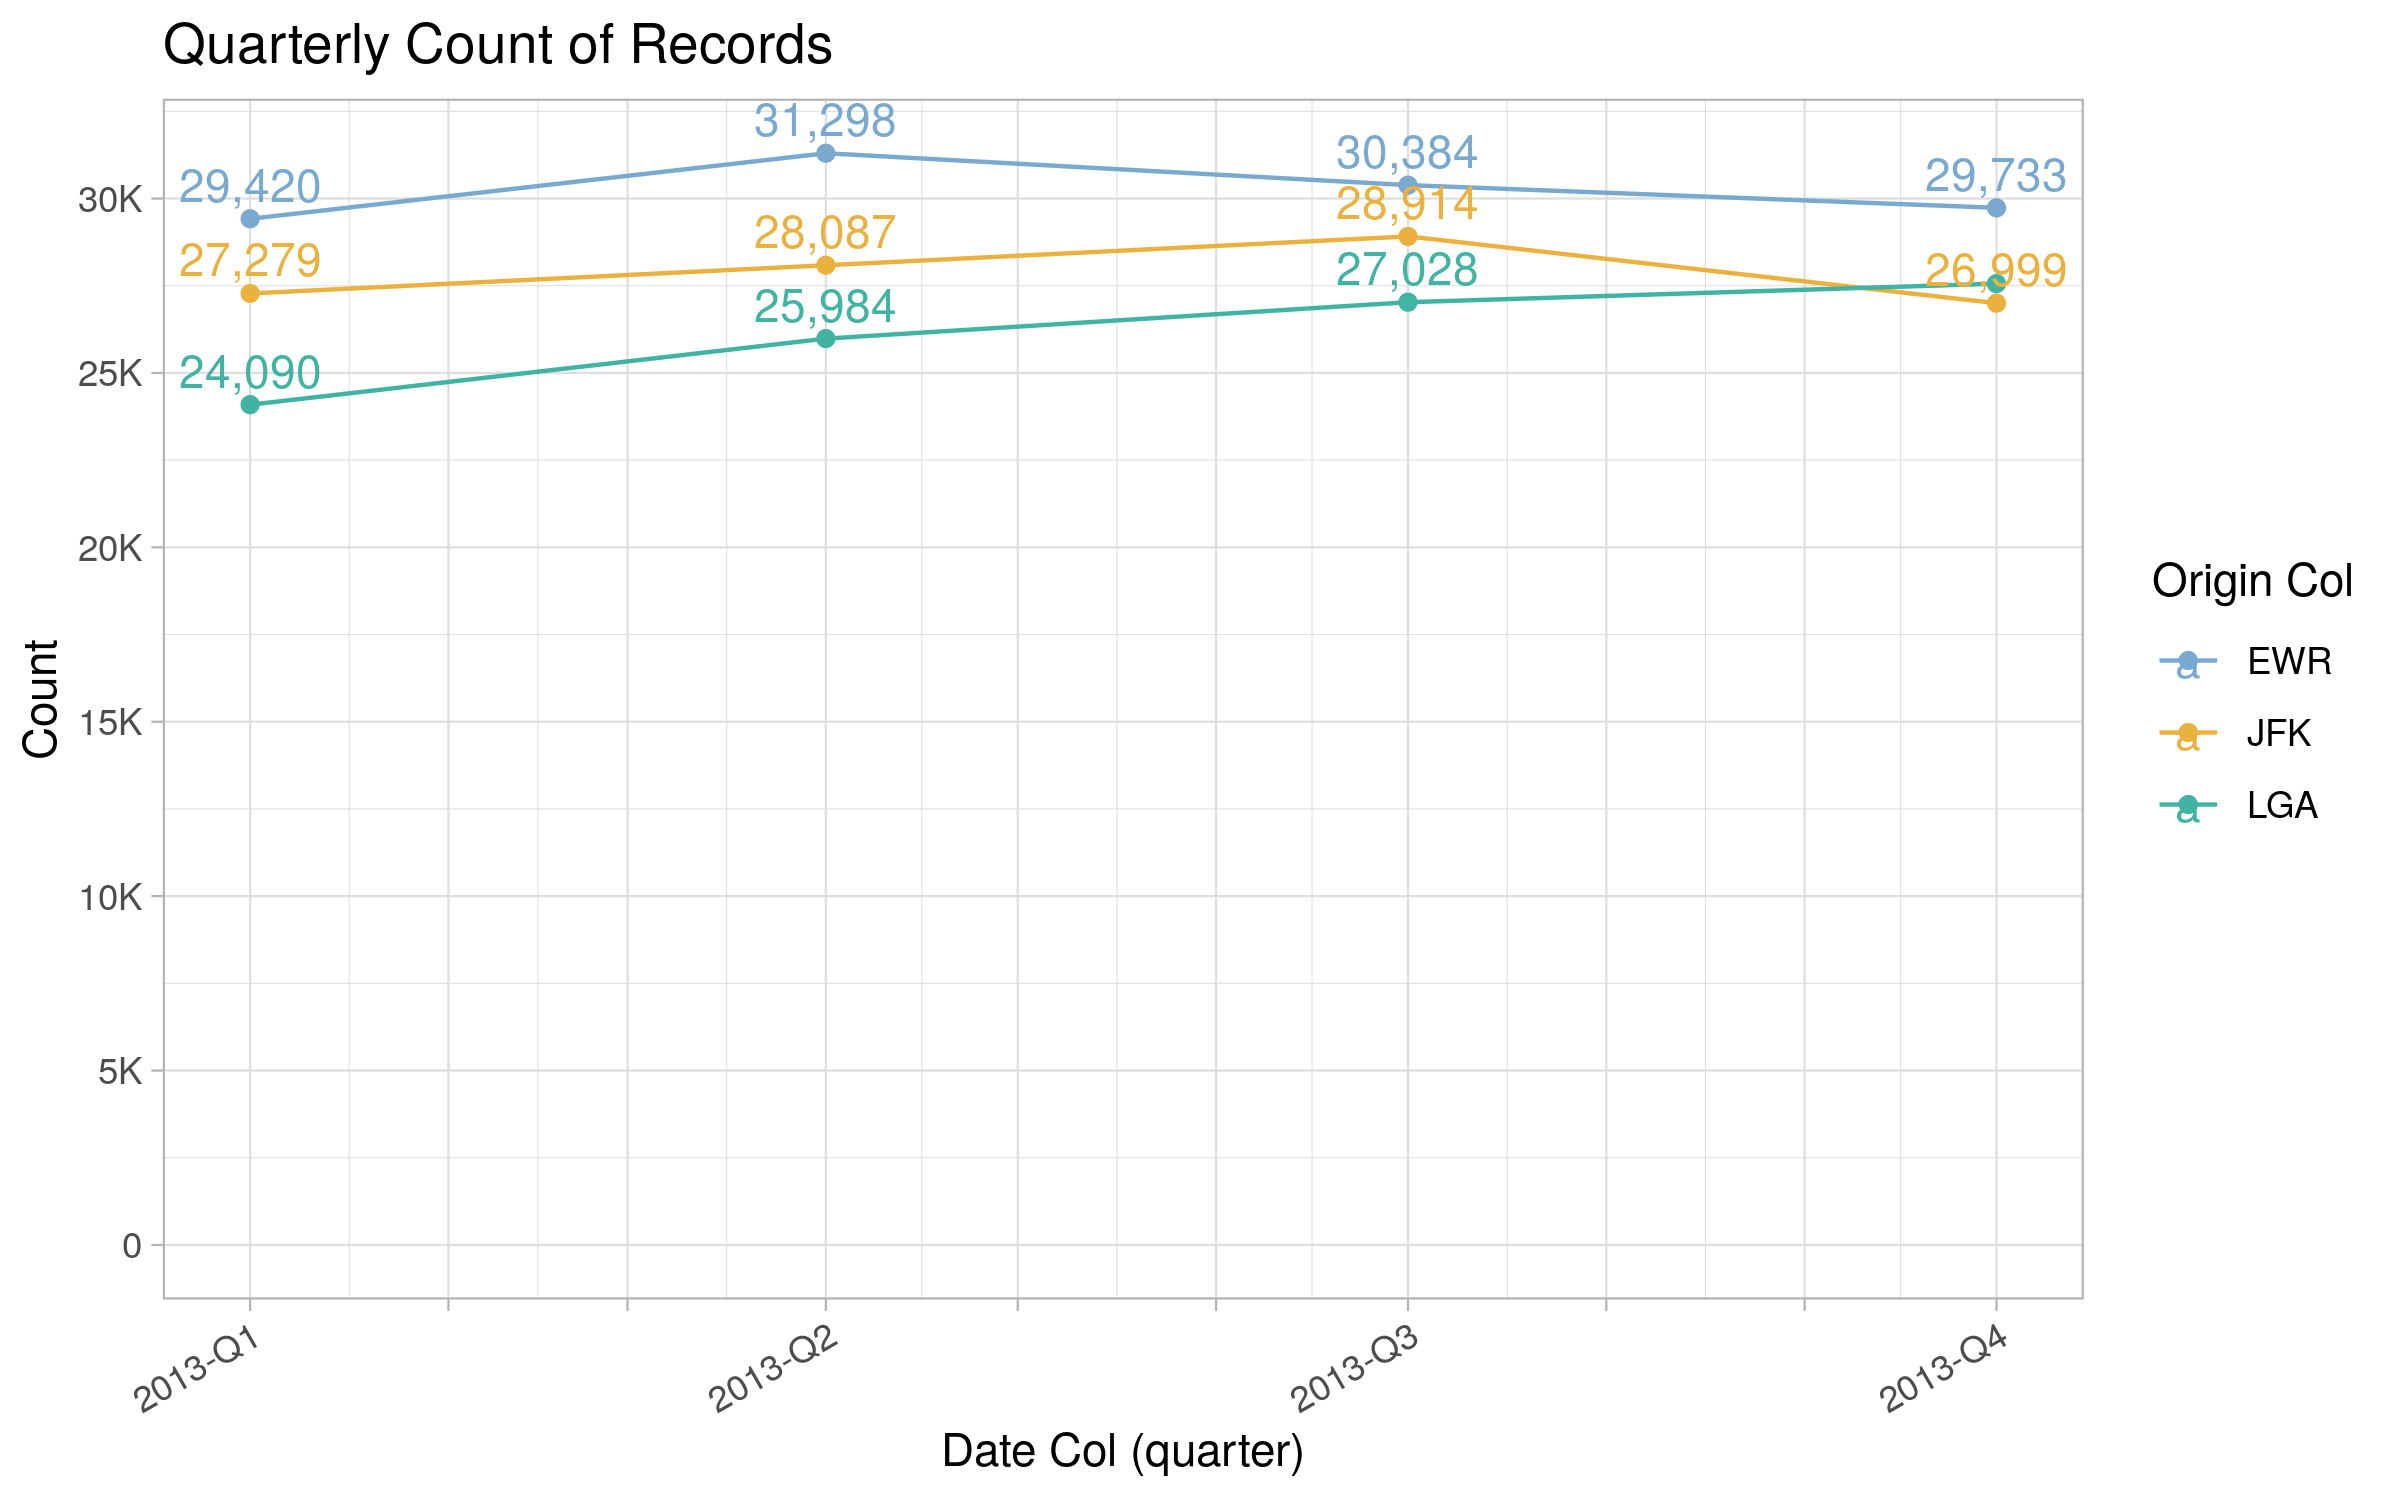 Quarterly Count of Records
31,298
30,384
29,733
29,420
28,914
28,087
27,279
27,028
26,999
25,984
24,090
30K
25K
20K
15K
10K
5K
0
Count
2013-Q1
2013-Q2
2013-Q3
2013-Q4
Date Col (quarter)
Origin Col
a EWR
a JFK
a LGA